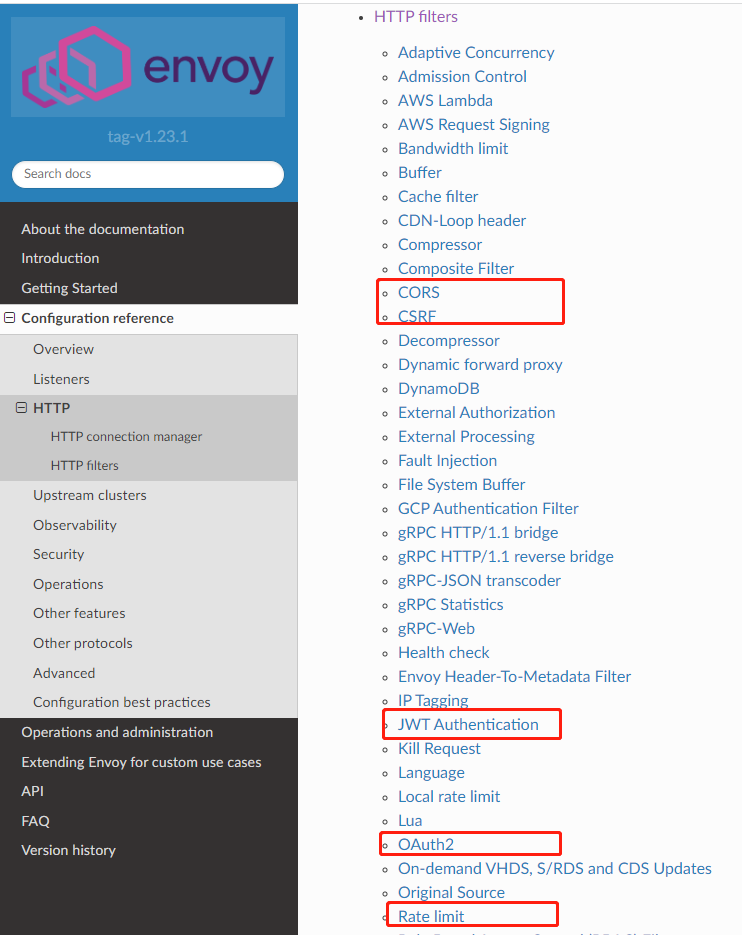 envoy
tag-v1.23.1
Search docs
About the documentation
Introduction
Getting Started
Configuration reference
Overview
Listeners
HTTP
HTTP connection manager
HTTP filters
Upstream clusters
Observability
Security
Operations
Other features
Other protocols
Advanced
Configuration best practices
Operations and administration
Extending Envoy for custom use cases
API
FAQ
Version history
HTTP filters
Adaptive Concurrency
Admission Control
AWS Lambda
AWS Request Signing
Bandwidth limit
Buffer
Cache filter
CDN-Loop header
Compressor
Composite Filter
CORS
CSRF
Decompressor
Dynamic forward proxy
DynamoDB
External Authorization
External Processing
Fault Injection
File System Buffer
GCP Authentication Filter
gRPC HTTP/1.1 bridge
gRPC HTTP/1.1 reverse bridge
gRPC-JSON transcoder
gRPC Statistics
gRPC-Web
Health check
Envoy Header-To-Metadata Filter
IP Tagging
JWT Authentication
Kill Request
Language
Local rate limit
Lua
OAuth2
On-demand VHDS, S/RDS and CDS Updates
Original Source
Rate limit